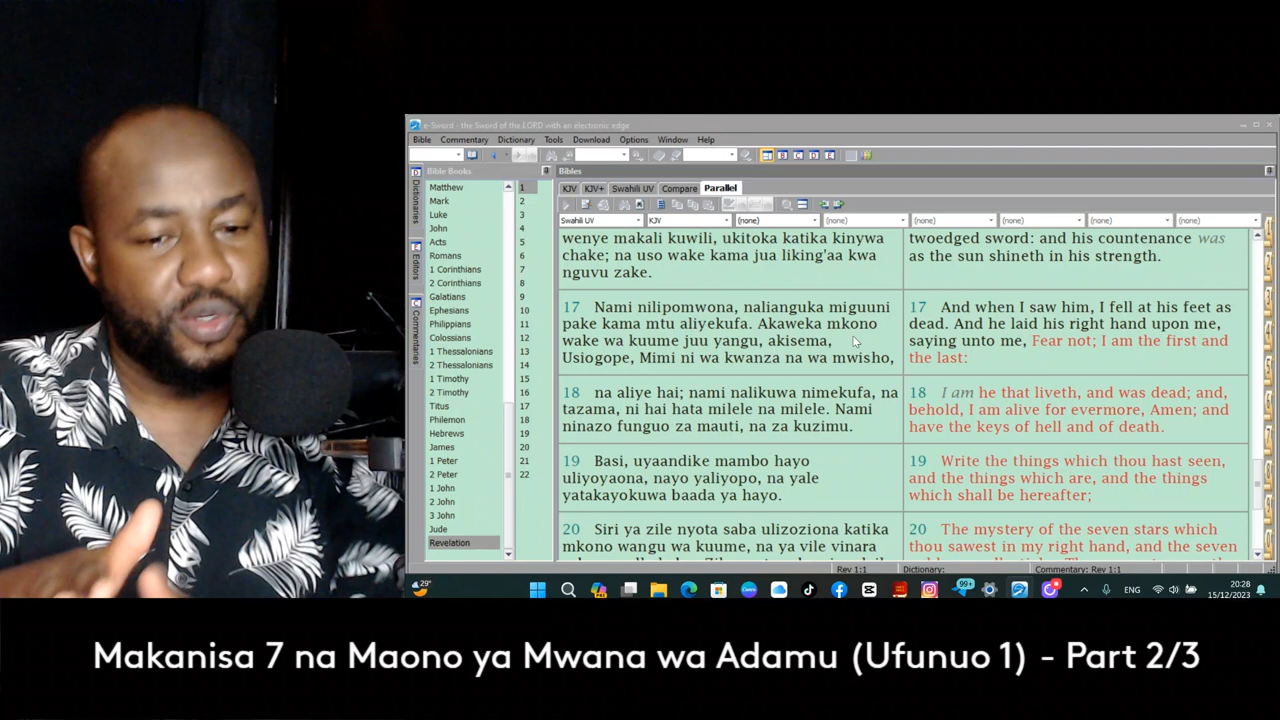 e-Sword - the Sword of the LORD with an electronic edge
Bible Commentary Dictionary Tools Download Options Window Help
Bible Books
Matthew
Mark
Luke
John
Acts
Romans
1 Corinthians
2 Corinthians
Galatians
Ephesians
Philippians
Colossians
1 Thessalonians
2 Thessalonians
1 Timothy
2 Timothy
Titus
Philemon
Hebrews
James
1 Peter
2 Peter
1 John
2 John
3 John
Jude
Revelation
1
2
3
4
5
6
7
8
9
10
11
12
13
14
15
16
17
18
19
20
21
22
Dictionaries
Editors
Commentaries
Bibles
KJV KJV+ Swahili UV Compare Parallel
Swahili UV KJV (none) (none) (none) (none) (none) (none)
wenye makali kuwili, ukitoka katika kinywa
chake; na uso wake kama jua liking'aa kwa
nguvu zake.
17 Nami nilipomwona, nalianguka miguuni
pake kama mtu aliyekufa. Akaweka mkono
wake wa kuume juu yangu, akisema,
Usiogope, Mimi ni wa kwanza na wa mwisho,
18 na aliye hai; nami nalikuwa nimekufa, na
tazama, ni hai hata milele na milele. Nami
ninazo funguo za mauti, na za kuzimu.
19 Basi, uyaandike mambo hayo
uliyoyaona, nayo yaliyopo, na yale
yatakayokuwa baada ya hayo.
20 Siri ya zile nyota saba ulizoziona katika
mkono wangu wa kuume, na ya vile vinara
twoedged sword: and his countenance was
as the sun shineth in his strength.
17 And when I saw him, I fell at his feet as
dead. And he laid his right hand upon me,
saying unto me, Fear not; I am the first and
the last:
18 I am he that liveth, and was dead; and,
behold, I am alive for evermore, Amen; and
have the keys of hell and of death.
19 Write the things which thou hast seen,
and the things which are, and the things
which shall be hereafter;
20 The mystery of the seven stars which
thou sawest in my right hand, and the seven
Rev 1:1 Dictionary: Commentary: Rev 1:1
29°
99+
ENG
20:28
15/12/2023
Makanisa 7 na Maono ya Mwana wa Adamu (Ufunuo 1) - Part 2/3